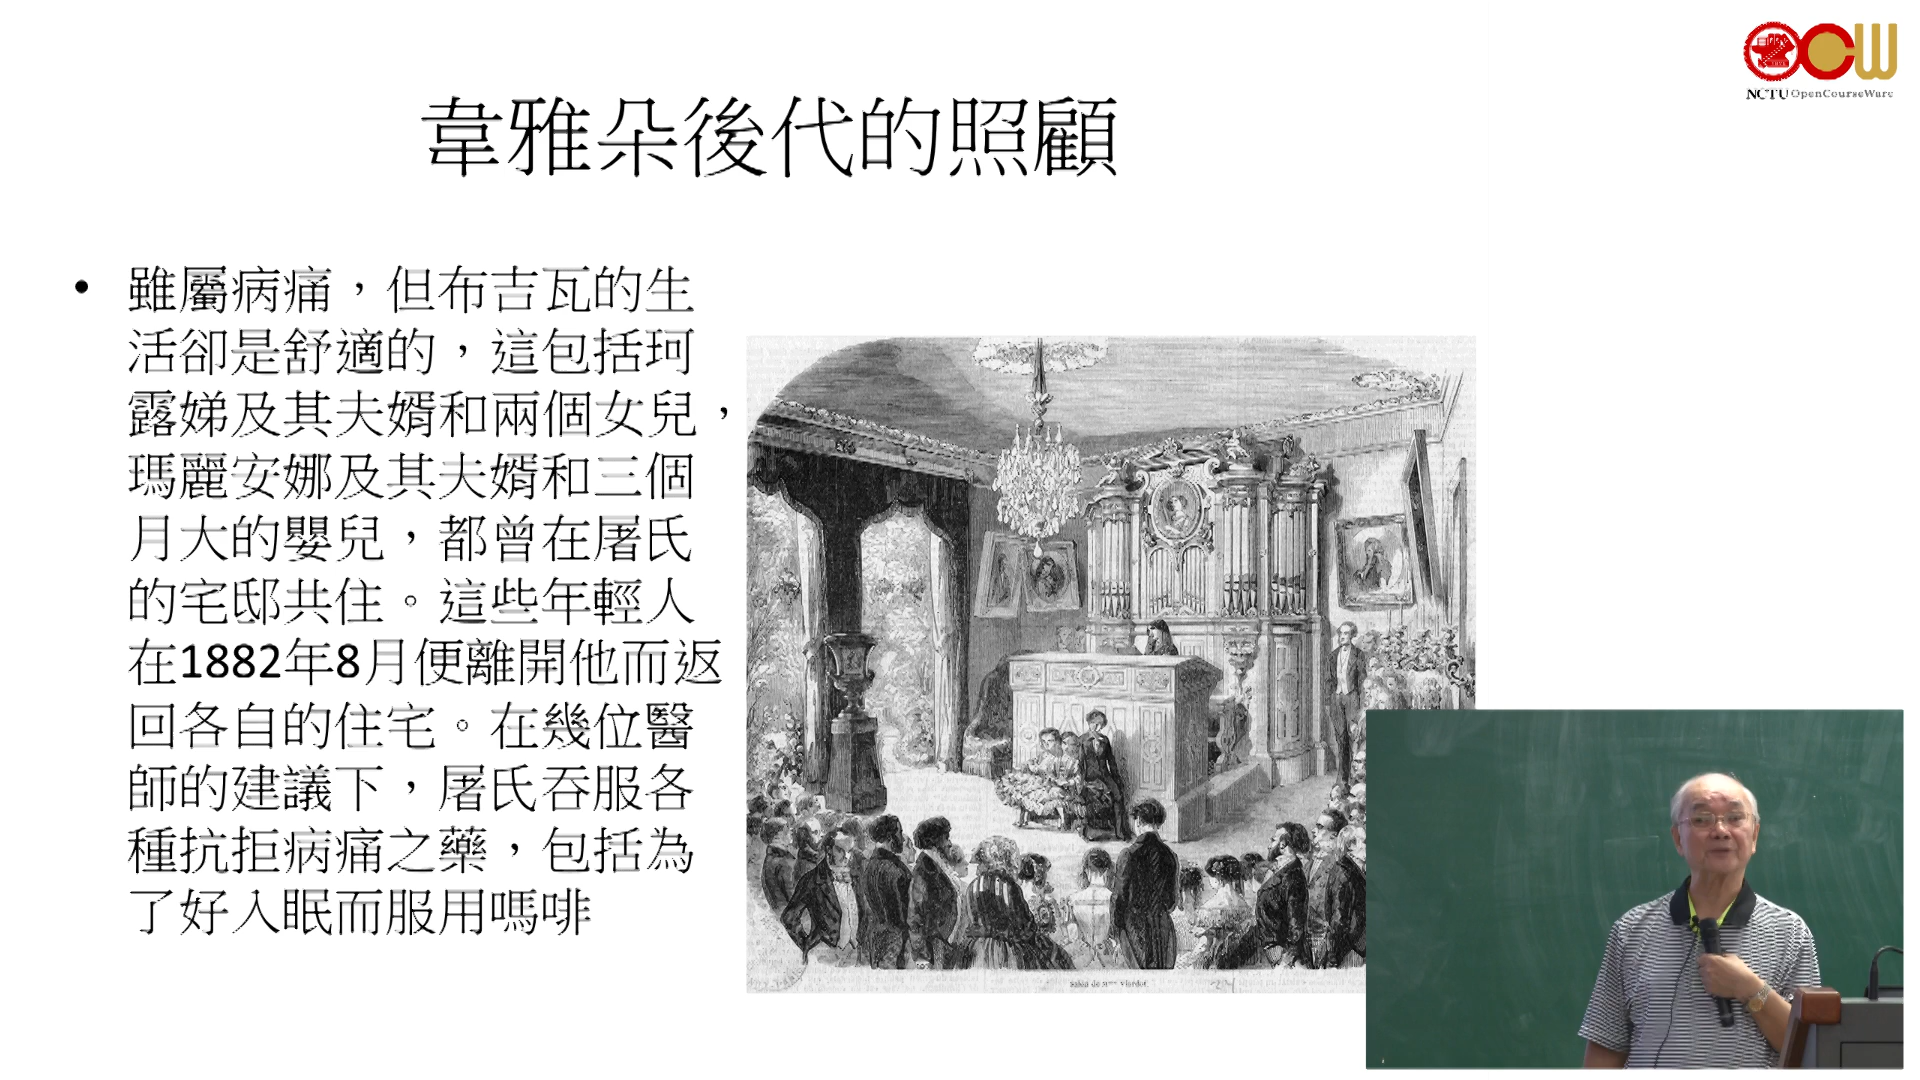 NCTU OpenCourseWare
韋雅朵後代的照顧
• 雖屬病痛，但布吉瓦的生
活卻是舒適的，這包括珂
露娣及其夫婿和兩個女兒，
瑪麗安娜及其夫婿和三個
月大的嬰兒，都曾在屠氏
的宅邸共住。這些年輕人
在1882年8月便離開他而返
回各自的住宅。在幾位醫
師的建議下，屠氏吞服各
種抗拒病痛之藥，包括為
了好入眠而服用嗎啡
Salon de Mme Viardot.